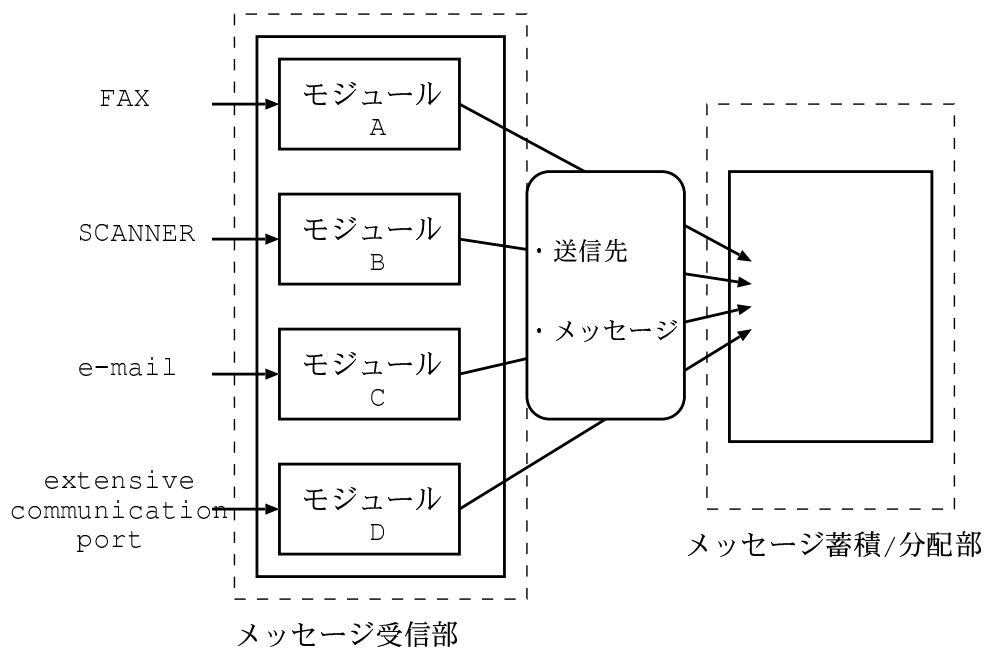 FAX
モジュール
A
SCANNER
モジュール
B
・送信先
・メッセージ
e-mail
モジュール
C
extensive
communication
port
モジュール
D
メッセージ蓄積/分配部
メッセージ受信部